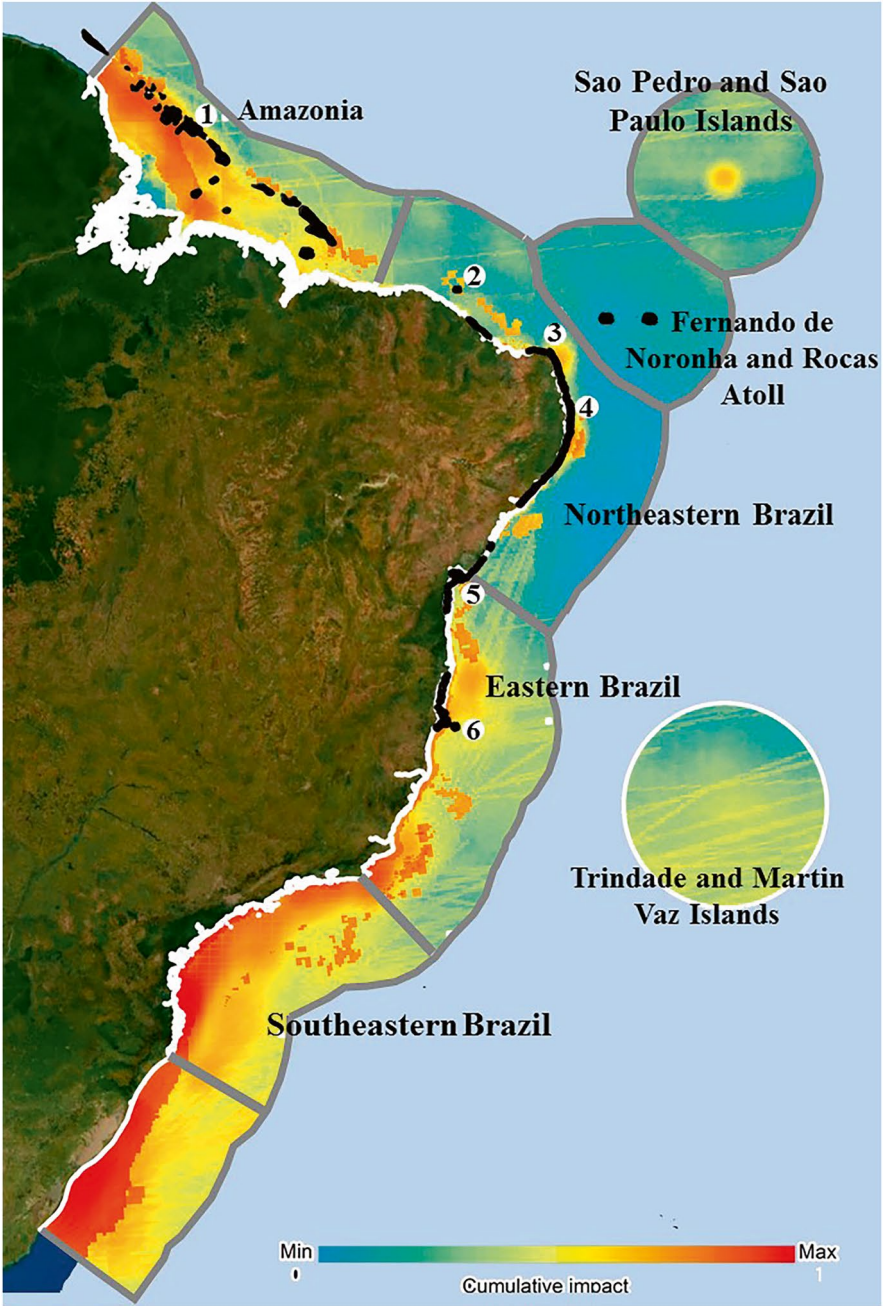 Sao Pedro and Sao
Paulo Islands
1
Amazonia
2
Fernando de
Noronha and Rocas
Atoll
3
4
Northeastern Brazil
5
Eastern Brazil
6
Trindade and Martin
Vaz Islands
Southeastern Brazil
Min
Max
0
1
Cumulative impact